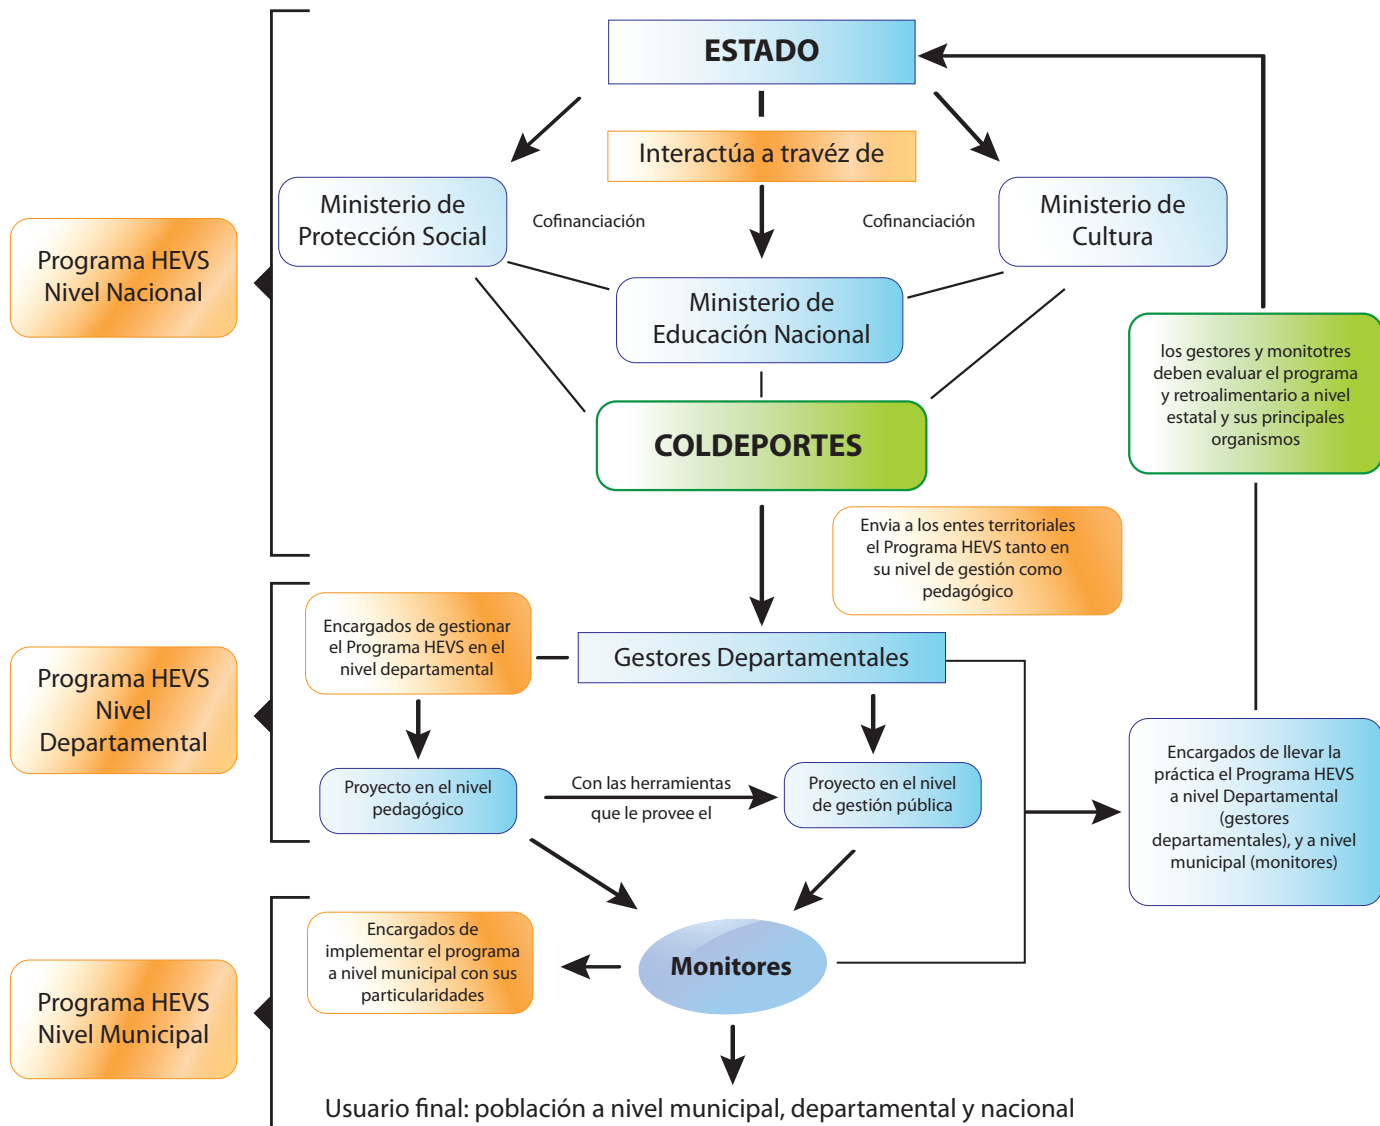 ESTADO
Interactúa a travéz de
Ministerio de
Protección Social
Cofinanciación
Cofinanciación
Ministerio de
Cultura
Programa HEVS
Nivel Nacional
Ministerio de
Educación Nacional
los gestores y monitotres
deben evaluar el programa
y retroalimentario a nivel
estatal y sus principales
organismos
COLDEPORTES
Envia a los entes territoriales
el Programa HEVS tanto en
su nivel de gestión como
pedagógico
Programa HEVS
Nivel
Departamental
Encargados de gestionar
el Programa HEVS en el
nivel departamental
Gestores Departamentales
Proyecto en el nivel
pedagógico
Con las herramientas
que le provee el
Proyecto en el nivel
de gestión pública
Encargados de llevar la
práctica el Programa HEVS
a nivel Departamental
(gestores
departamentales), y a nivel
municipal (monitores)
Programa HEVS
Nivel Municipal
Encargados de
implementar el programa
a nivel municipal con sus
particularidades
Monitores
Usuario final: población a nivel municipal, departamental y nacional